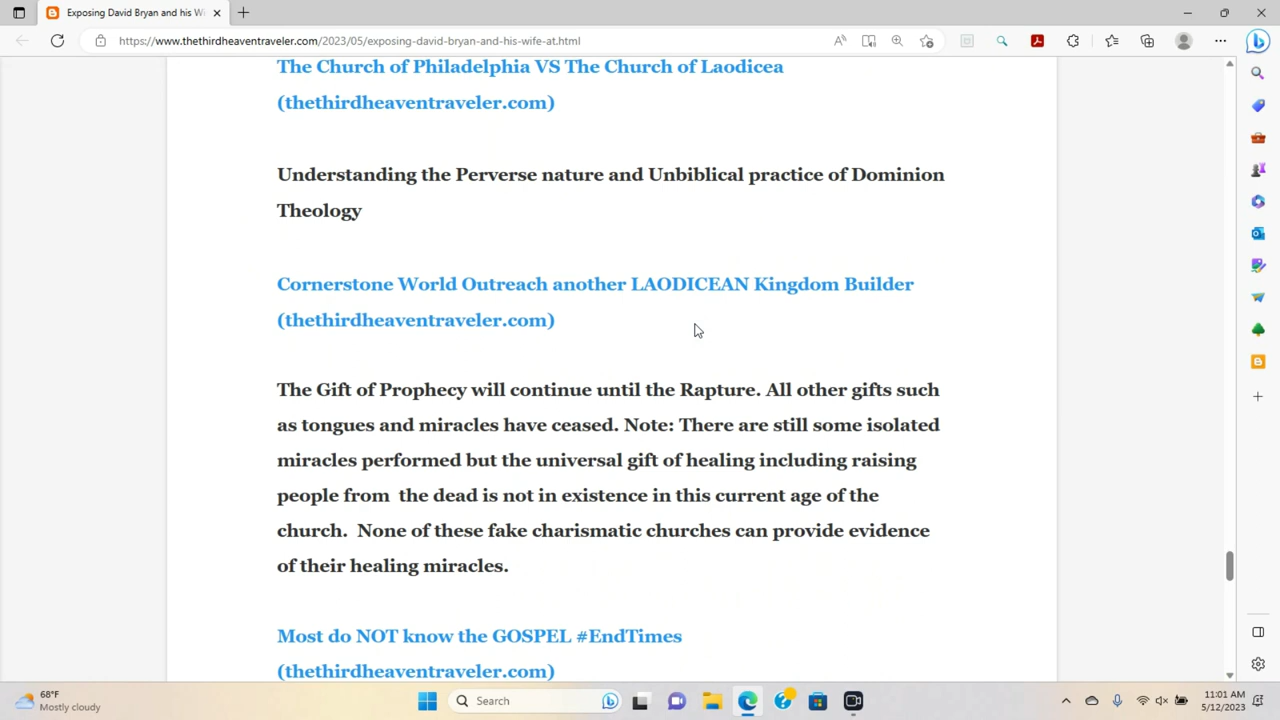 Exposing David Bryan and his Wi
https://www.thethirdheaventraveler.com/2023/05/exposing-david-bryan-and-his-wife-at.html
The Church of Philadelphia VS The Church of Laodicea
(thethirdheaventraveler.com)
Understanding the Perverse nature and Unbiblical practice of Dominion
Theology
Cornerstone World Outreach another LAODICEAN Kingdom Builder
(thethirdheaventraveler.com)
The Gift of Prophecy will continue until the Rapture. All other gifts such
as tongues and miracles have ceased. Note: There are still some isolated
miracles performed but the universal gift of healing including raising
people from  the dead is not in existence in this current age of the
church.  None of these fake charismatic churches can provide evidence
of their healing miracles.
Most do NOT know the GOSPEL #EndTimes
(thethirdheaventraveler.com)
68°F
Mostly cloudy
Search
11:01 AM
5/12/2023